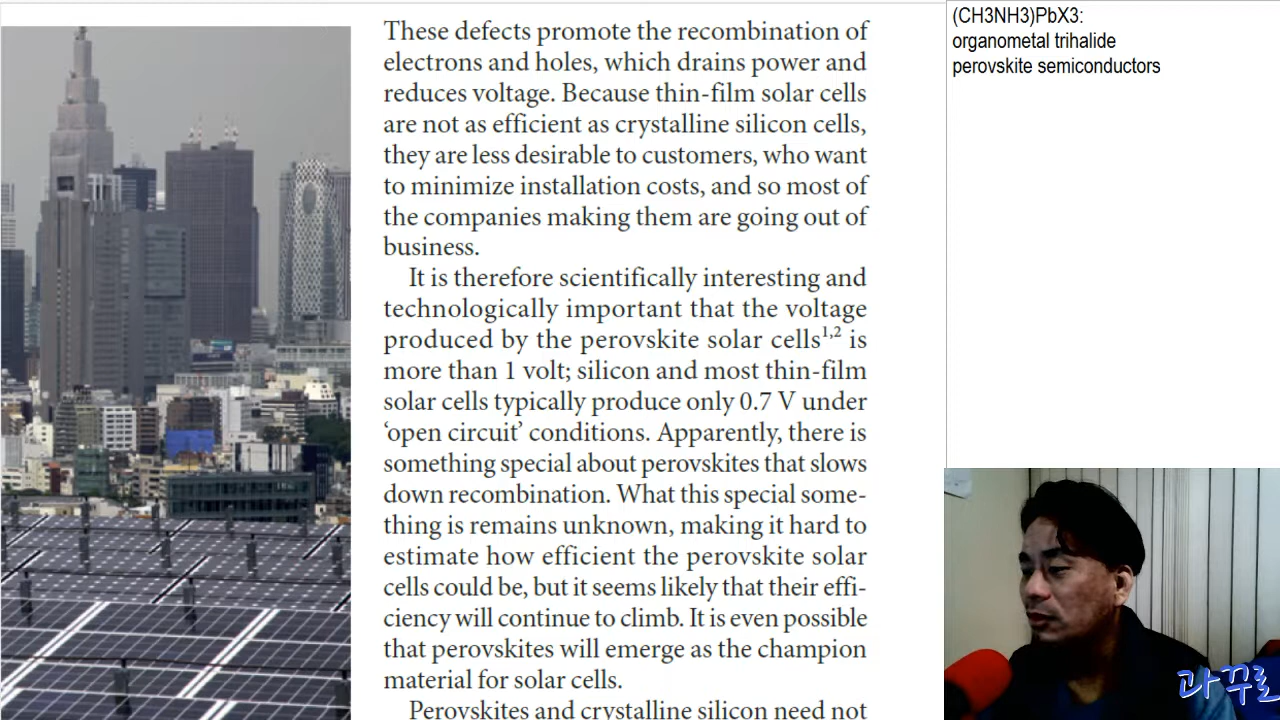 These defects promote the recombination of
electrons and holes, which drains power and
reduces voltage. Because thin-film solar cells
are not as efficient as crystalline silicon cells,
they are less desirable to customers, who want
to minimize installation costs, and so most of
the companies making them are going out of
business.
It is therefore scientifically interesting and
technologically important that the voltage
produced by the perovskite solar cells1,2 is
more than 1 volt; silicon and most thin-film
solar cells typically produce only 0.7 V under
‘open circuit’ conditions. Apparently, there is
something special about perovskites that slows
down recombination. What this special some-
thing is remains unknown, making it hard to
estimate how efficient the perovskite solar
cells could be, but it seems likely that their effi-
ciency will continue to climb. It is even possible
that perovskites will emerge as the champion
material for solar cells.
Perovskites and crystalline silicon need not
(CH3NH3)PbX3:
organometal trihalide
perovskite semiconductors
과꾸로